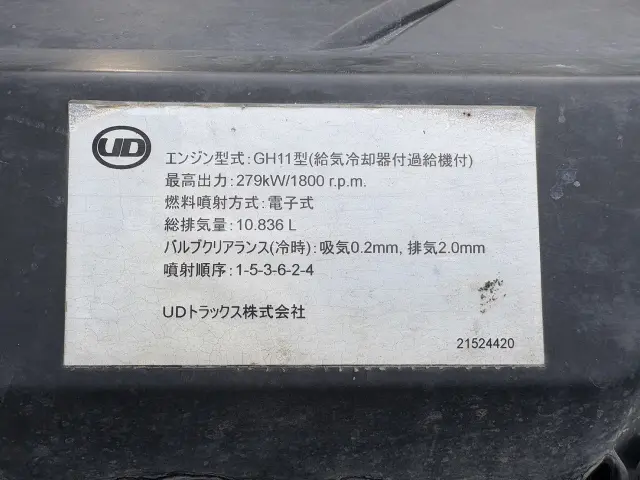 UD
エンジン型式:GH11型(給気冷却器付過給機付)
最高出力:279kW/1800 r.p.m.
燃料噴射方式:電子式
総排気量:10.836 L
バルブクリアランス(冷時):吸気0.2mm, 排気2.0mm
噴射順序:1-5-3-6-2-4
UDトラックス株式会社
21524420